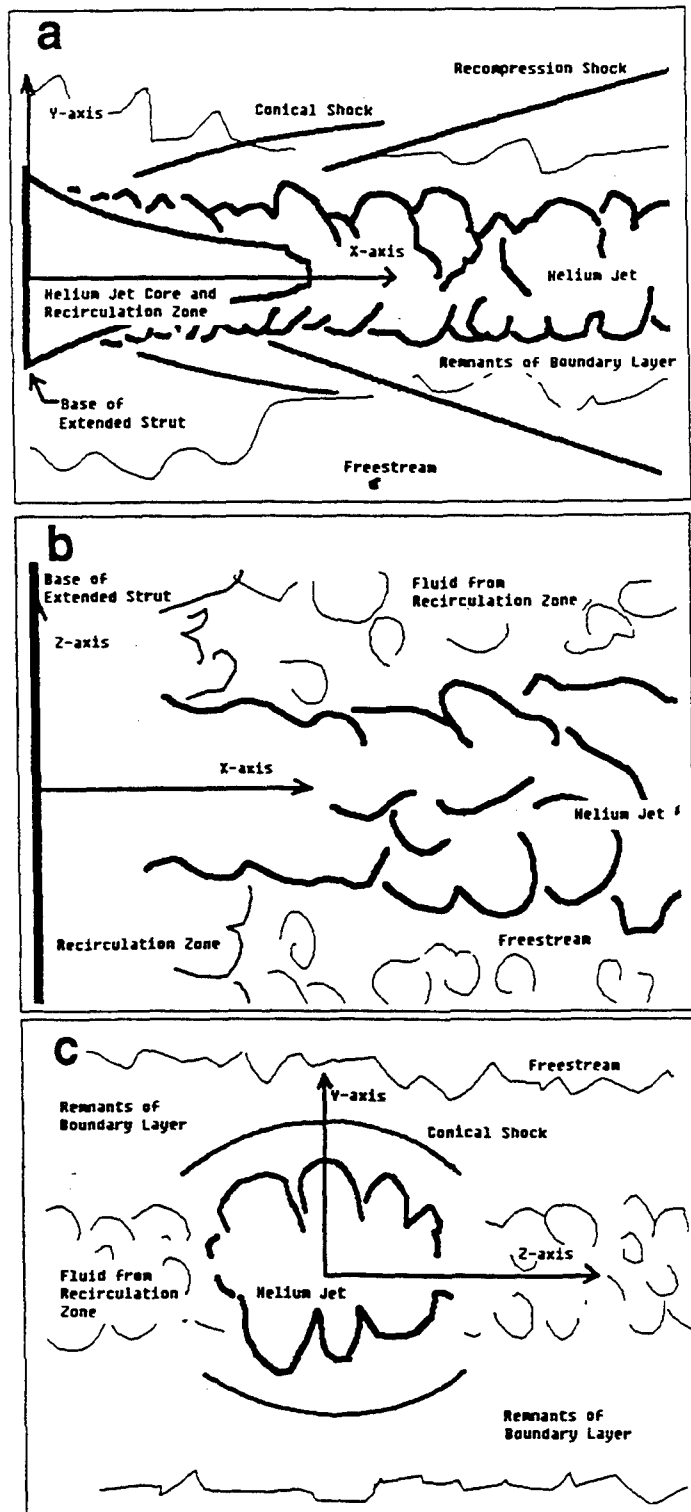 a
Recompression Shock
Y-axis
Conical Shock
X-axis
Helium Jet
Helium Jet Core and
Recirculation Zone
Remnants of Boundary Layer
Base of
Extended Strut
Freestream
b
Base of
Extended Strut
Fluid from
Recirculation Zone
Z-axis
X-axis
Helium Jet
Recirculation Zone
Freestream
c
Freestream
Y-axis
Remnants of
Boundary Layer
Conical Shock
Z-axis
Fluid from
Recirculation
Zone
Helium Jet
Remnants of
Boundary Layer